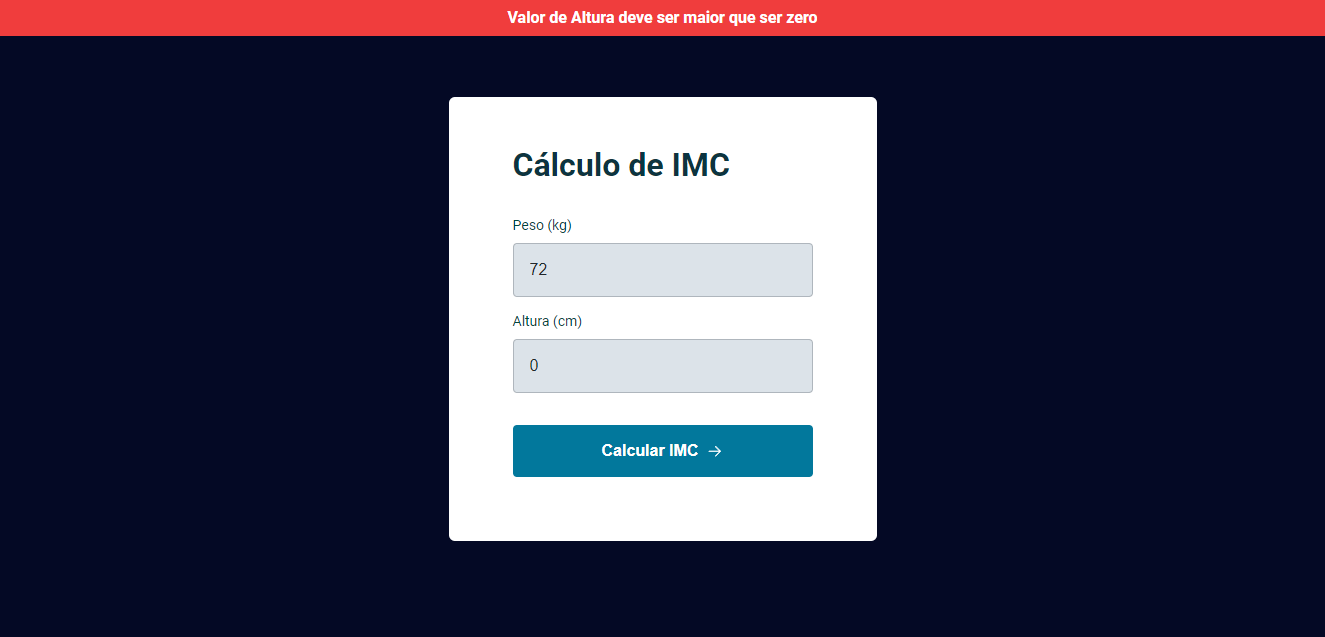 Valor de Altura deve ser maior que ser zero
Cálculo de IMC
Peso (kg)
72
Altura (cm)
0
Calcular IMC →